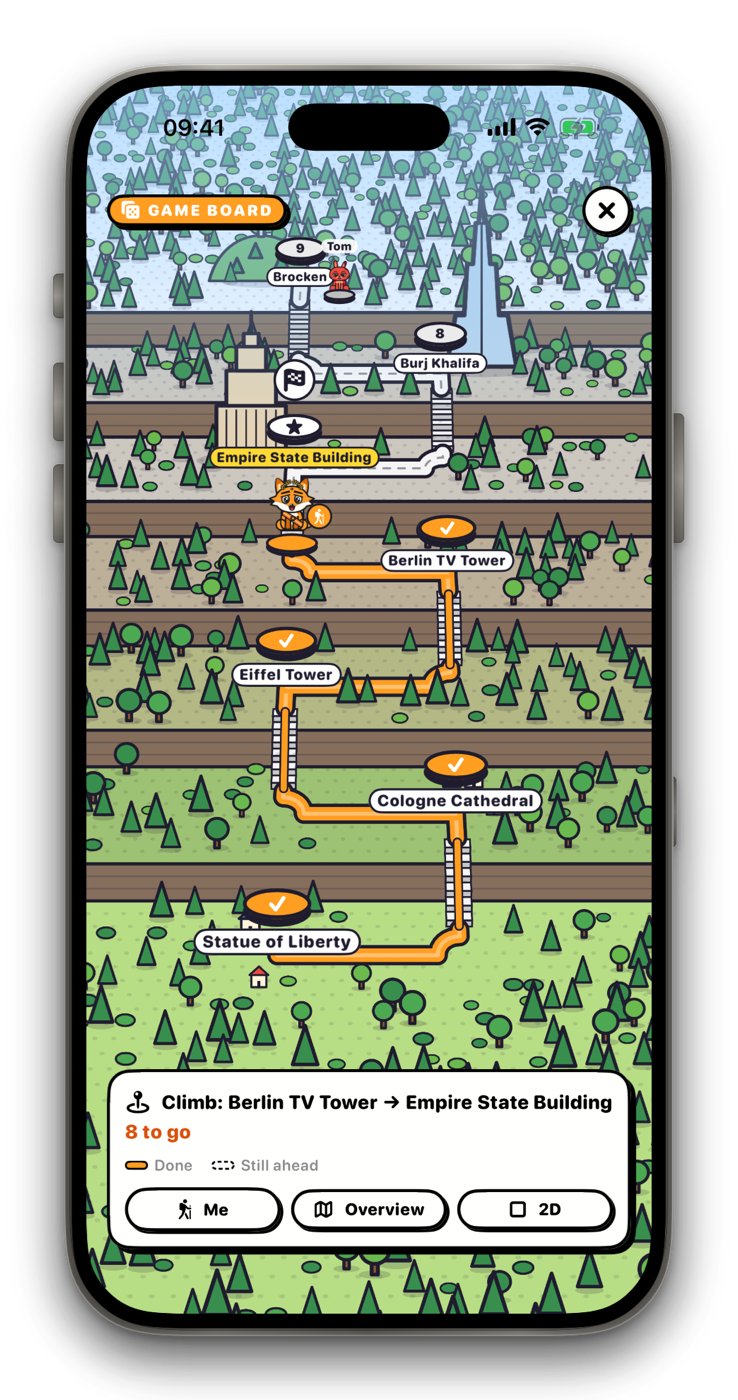 09:41
GAME BOARD
9
Tom
Brocken
8
Burj Khalifa
Empire State Building
Berlin TV Tower
Eiffel Tower
Cologne Cathedral
Statue of Liberty
Climb: Berlin TV Tower → Empire State Building
8 to go
Done Still ahead
Me Overview 2D